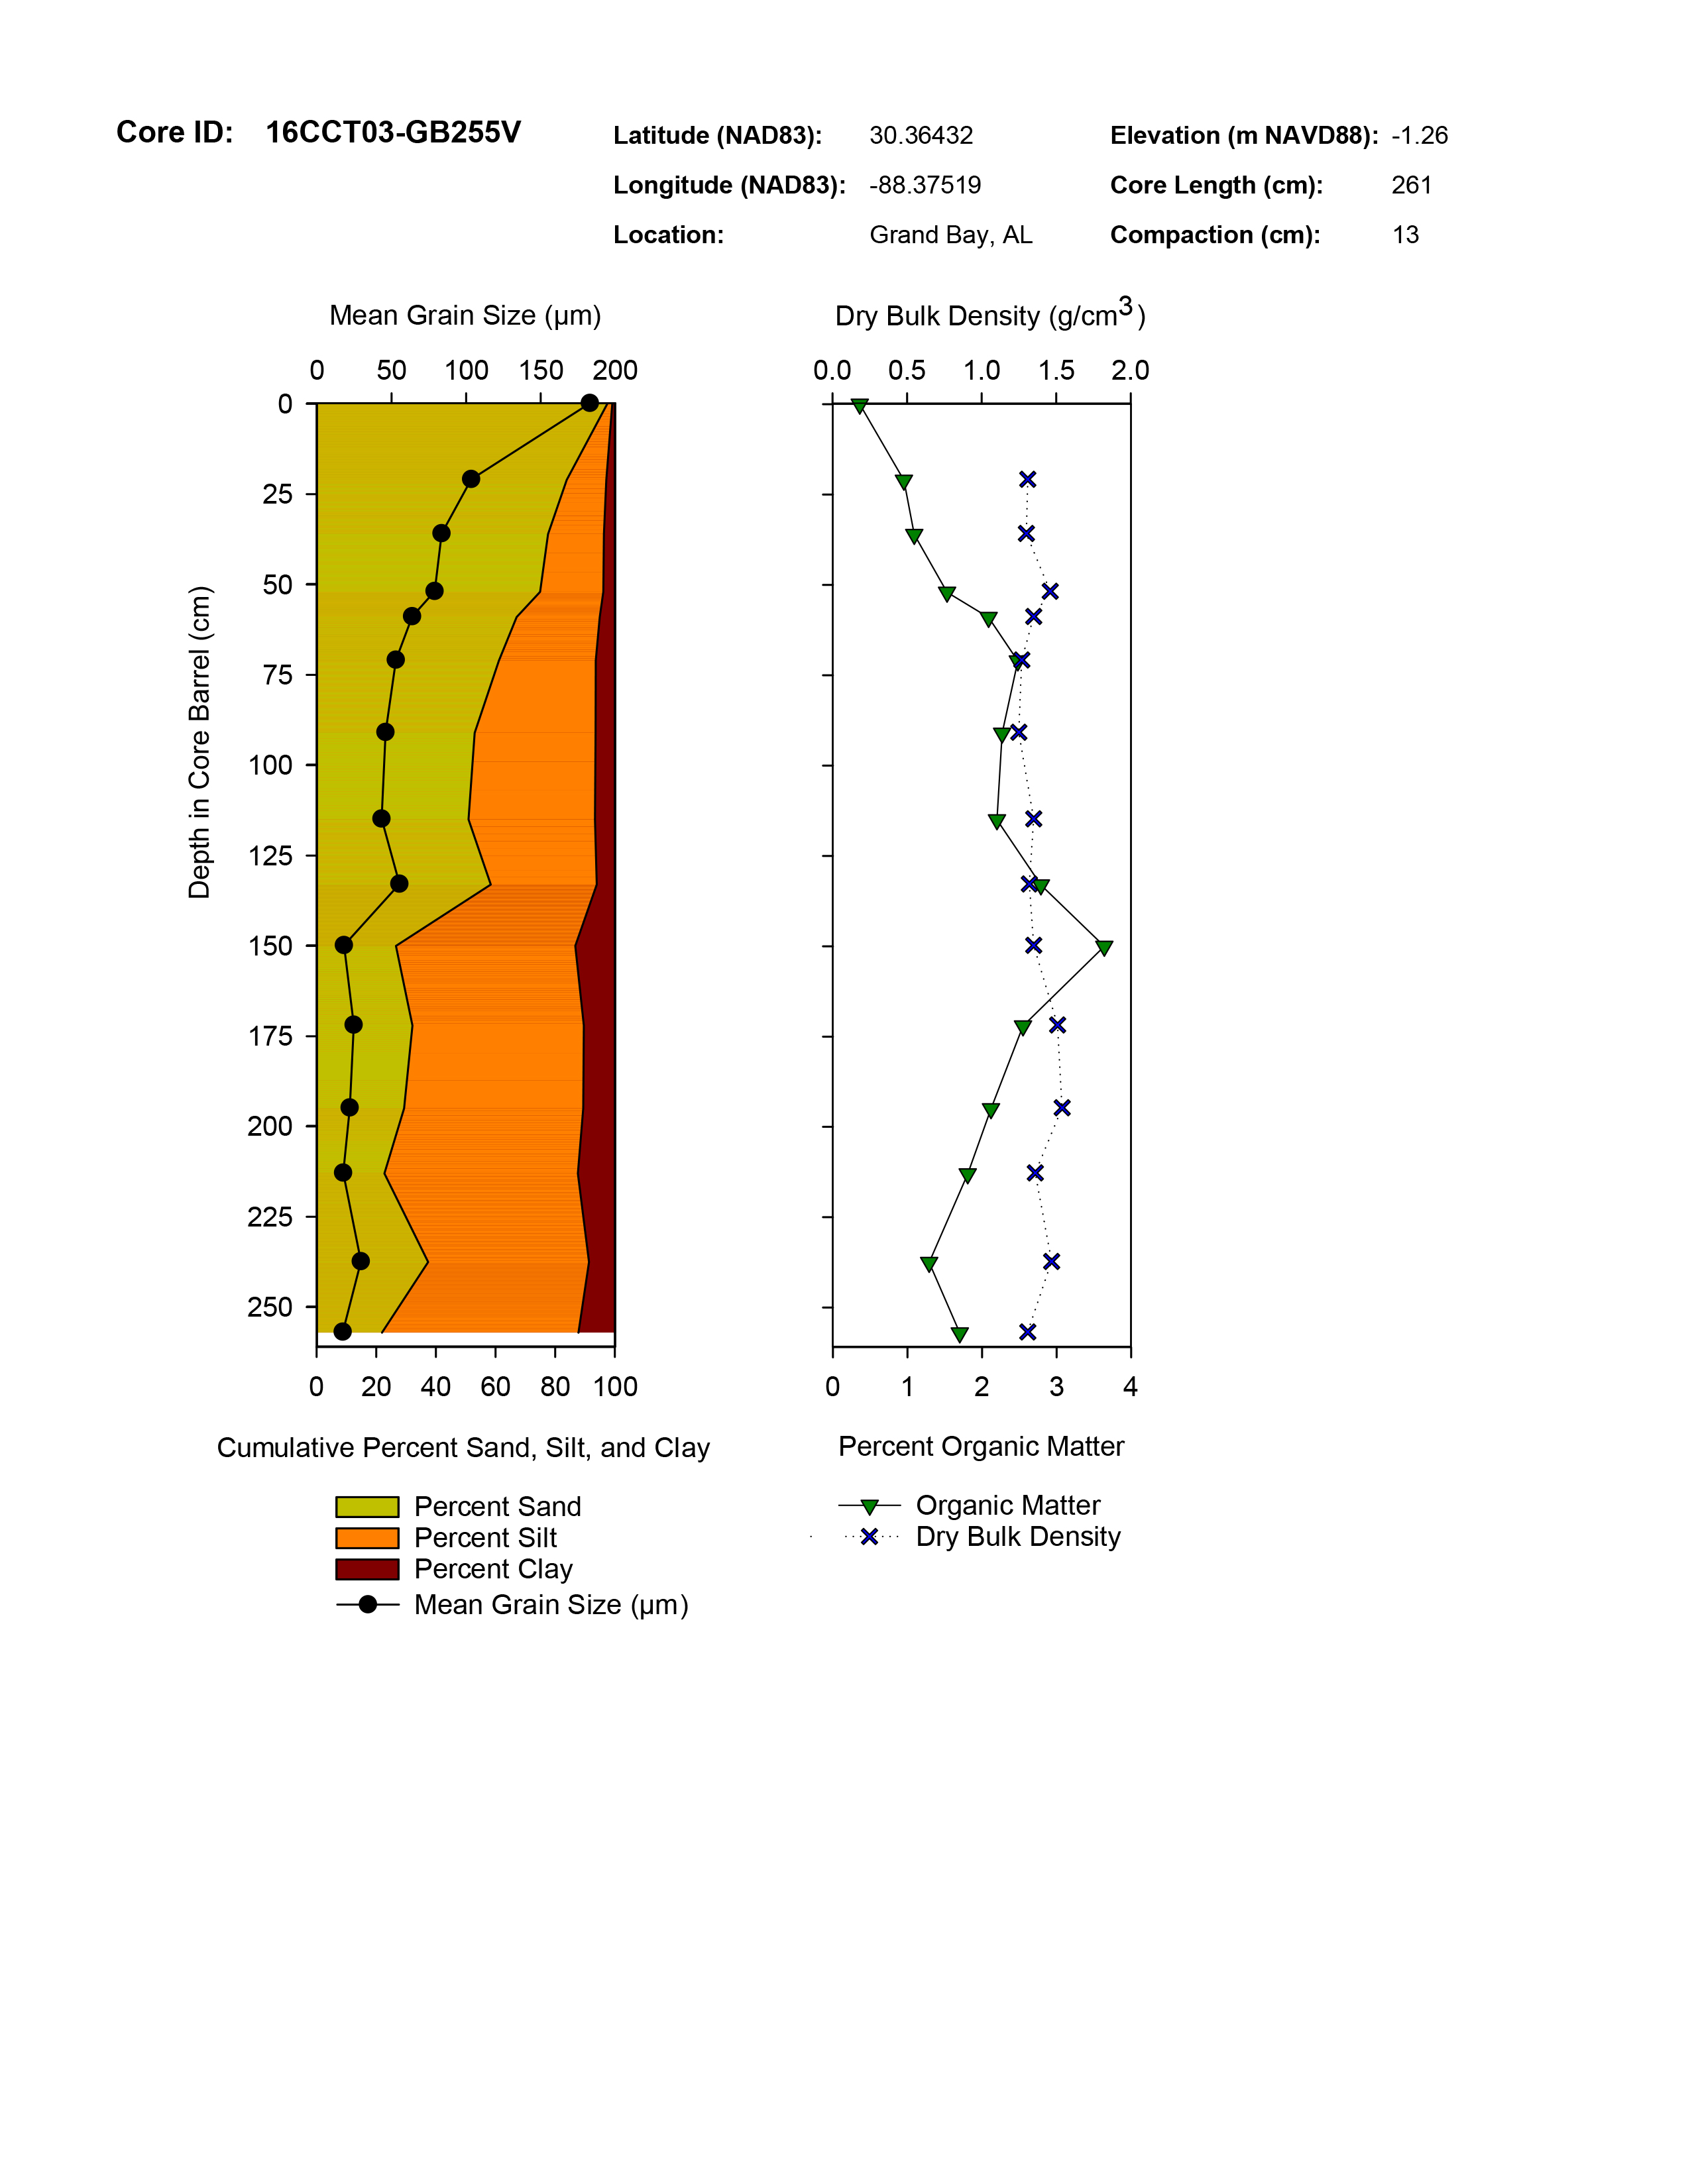 Core ID: 16CCT03-GB255V
Latitude (NAD83): 30.36432
Elevation (m NAVD88): -1.26
Longitude (NAD83): -88.37519
Core Length (cm): 261
Location: Grand Bay, AL
Compaction (cm): 13
Mean Grain Size (µm)
0 50 100 150 200
Depth in Core Barrel (cm)
0
25
50
75
100
125
150
175
200
225
250
0 20 40 60 80 100
Cumulative Percent Sand, Silt, and Clay
Percent Sand
Percent Silt
Percent Clay
Mean Grain Size (µm)
Dry Bulk Density (g/cm³)
0.0 0.5 1.0 1.5 2.0
0 1 2 3 4
Percent Organic Matter
Organic Matter
Dry Bulk Density